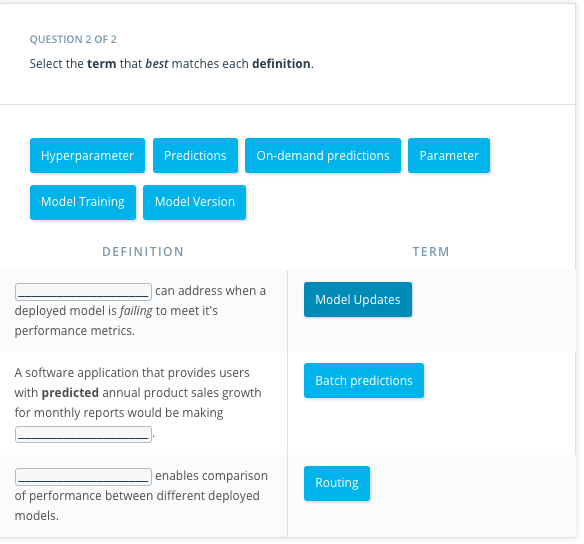 QUESTION 2 OF 2
Select the term that best matches each definition.
Hyperparameter Predictions On-demand predictions Parameter
Model Training Model Version
DEFINITION TERM
____________________ can address when a
deployed model is failing to meet it's
performance metrics.
Model Updates
A software application that provides users
with predicted annual product sales growth
for monthly reports would be making
____________________.
Batch predictions
____________________ enables comparison
of performance between different deployed
models.
Routing